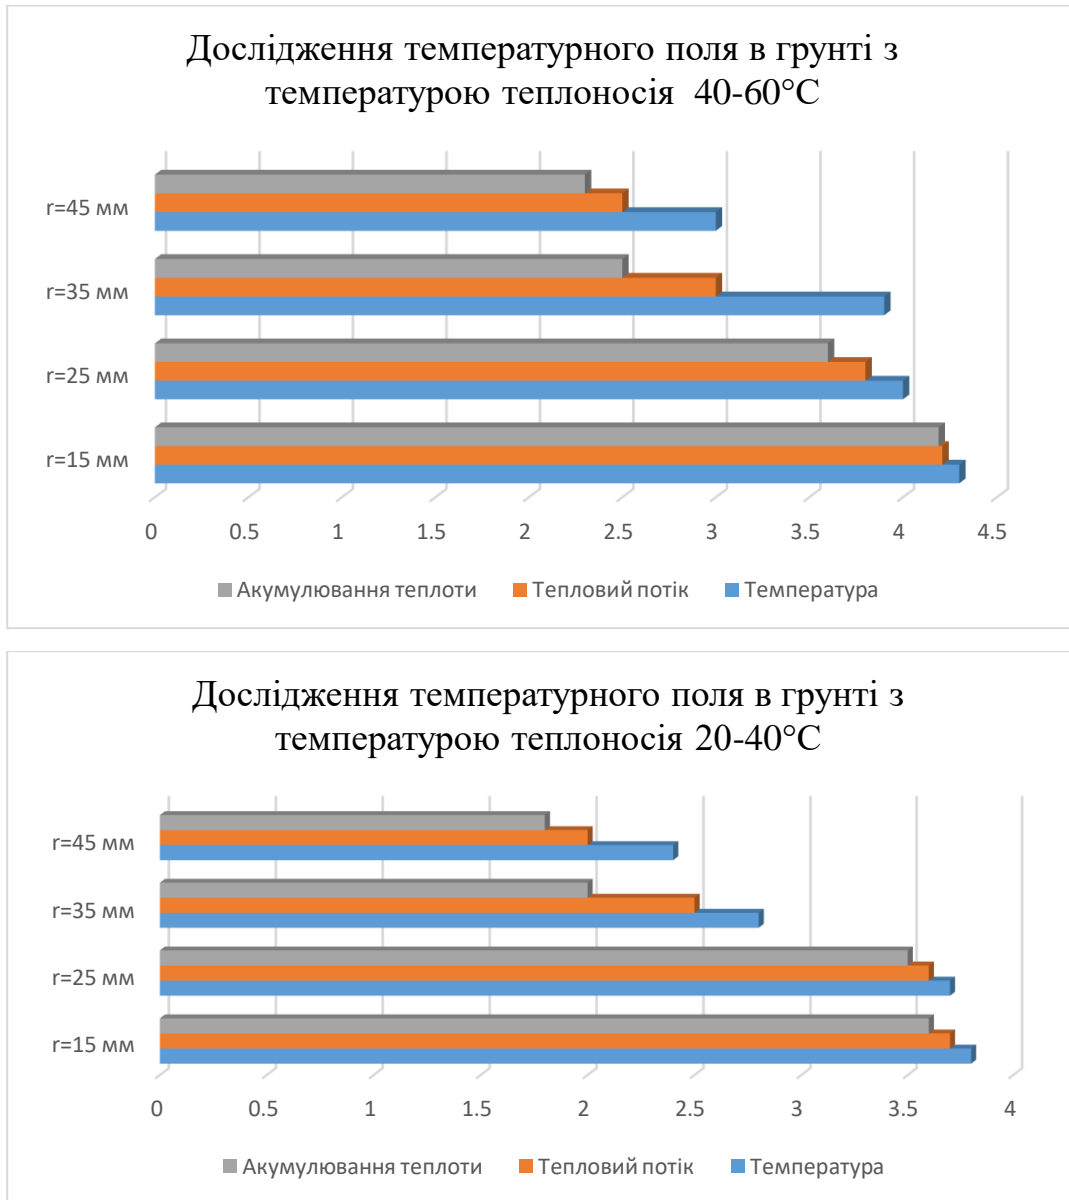 Дослідження температурного поля в грунті з
температурою теплоносія 40-60°С
r=45 мм
r=35 мм
r=25 мм
r=15 мм
0 0.5 1 1.5 2 2.5 3 3.5 4 4.5
Акумулювання теплоти Тепловий потік Температура
Дослідження температурного поля в грунті з
температурою теплоносія 20-40°С
r=45 мм
r=35 мм
r=25 мм
r=15 мм
0 0.5 1 1.5 2 2.5 3 3.5 4
Акумулювання теплоти Тепловий потік Температура